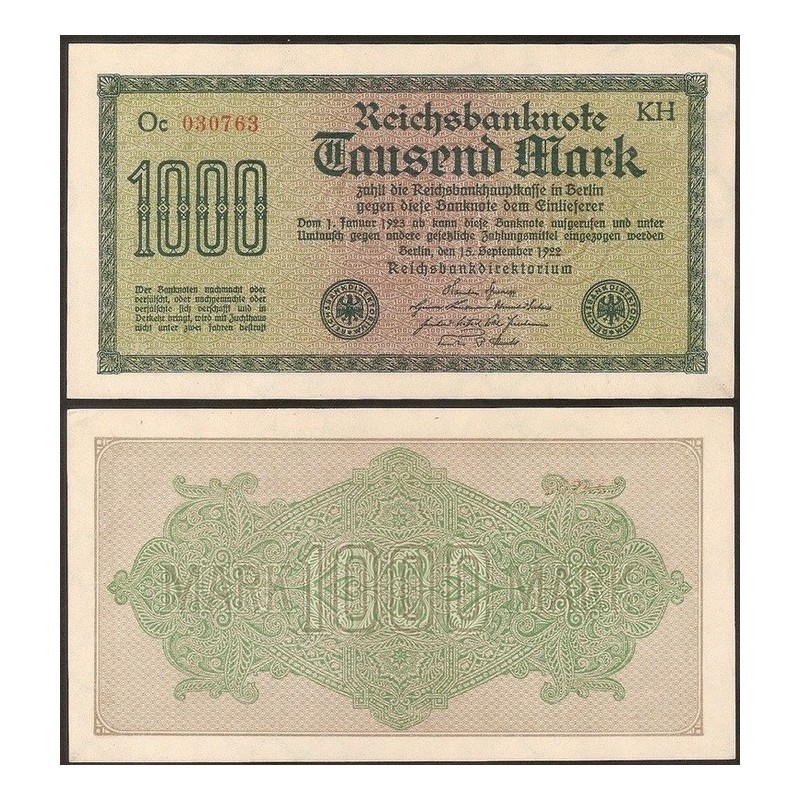 Oc 030763
KH
1000
Reichsbanknote
Tausend Mark
zahlt die Reichsbankhauptkasse in Berlin
gegen diese Banknote dem Einlieferer
Vom 1. Januar 1923 ab kann diese Banknote aufgerufen und unter
Umtausch gegen andere gesetzliche Zahlungsmittel eingezogen werden
Berlin, den 15. September 1922
Reichsbankdirektorium
Wer Banknoten nachmacht oder
verfälscht, oder nachgemachte oder
verfälschte sich verschafft und in
Verkehr bringt, wird mit Zuchthaus
nicht unter zwei Jahren bestraft
REICHSBANKDIREKTORIUM
REICHSBANKDIREKTORIUM
MARK 1000 MARK